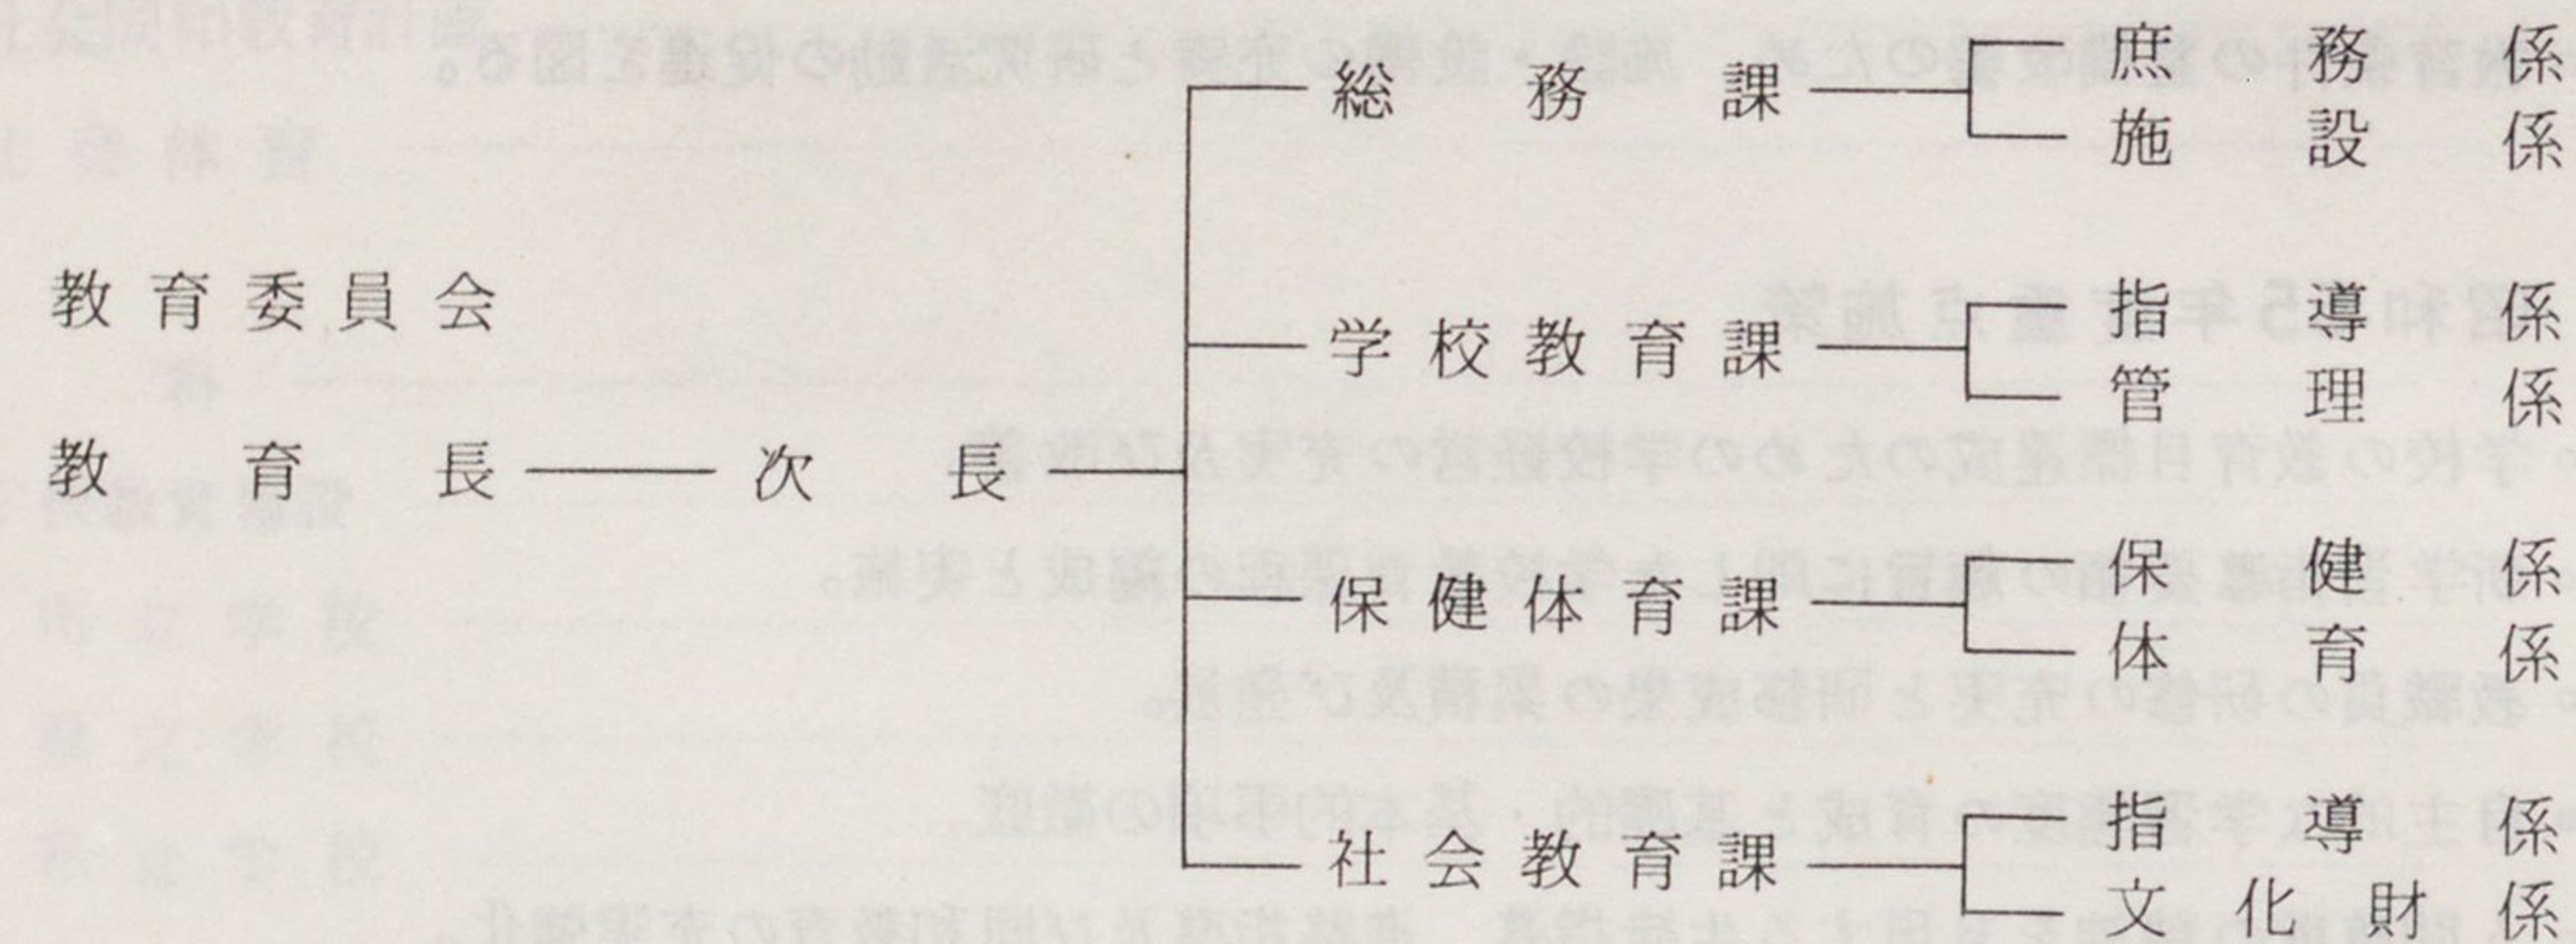 教育委員会
教育長
次長
総務課
庶務係
施設係
学校教育課
指導係
管理係
保健体育課
保健係
体育係
社会教育課
指導係
文化財係